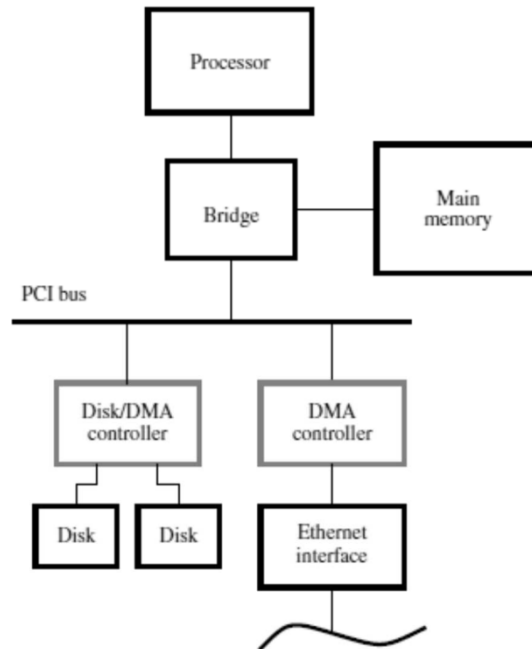 Processor
Bridge
Main
memory
PCI bus
Disk/DMA
controller
DMA
controller
Disk
Disk
Ethernet
interface